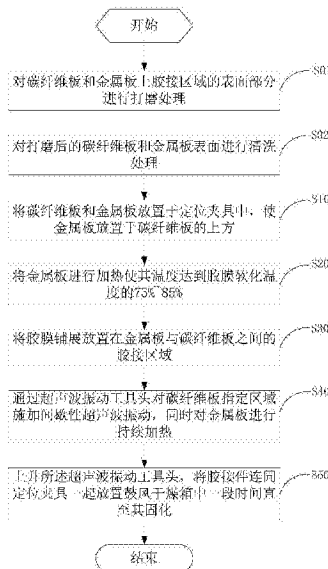 开始
对碳纤维板和金属板上胶接区域的表面部分
进行打磨处理
S01
对打磨后的碳纤维板和金属板表面进行清洗
处理
S02
将碳纤维板和金属板放置于定位夹具中,使
金属板放置于碳纤维板的上方
S10
将金属板进行加热使其温度达到胶膜软化温
度的73%~85%
S20
将胶膜铺展放置在金属板与碳纤维板之间的
胶接区域
S30
通过超声波振动工具头对碳纤维板指定区域
施加间歇性超声波振动,同时对金属板进行
持续加热
S40
上升所述超声波振动工具头,将胶接件连同
定位夹具一起放置鼓风干燥箱中一段时间直
至其固化
S50
结束